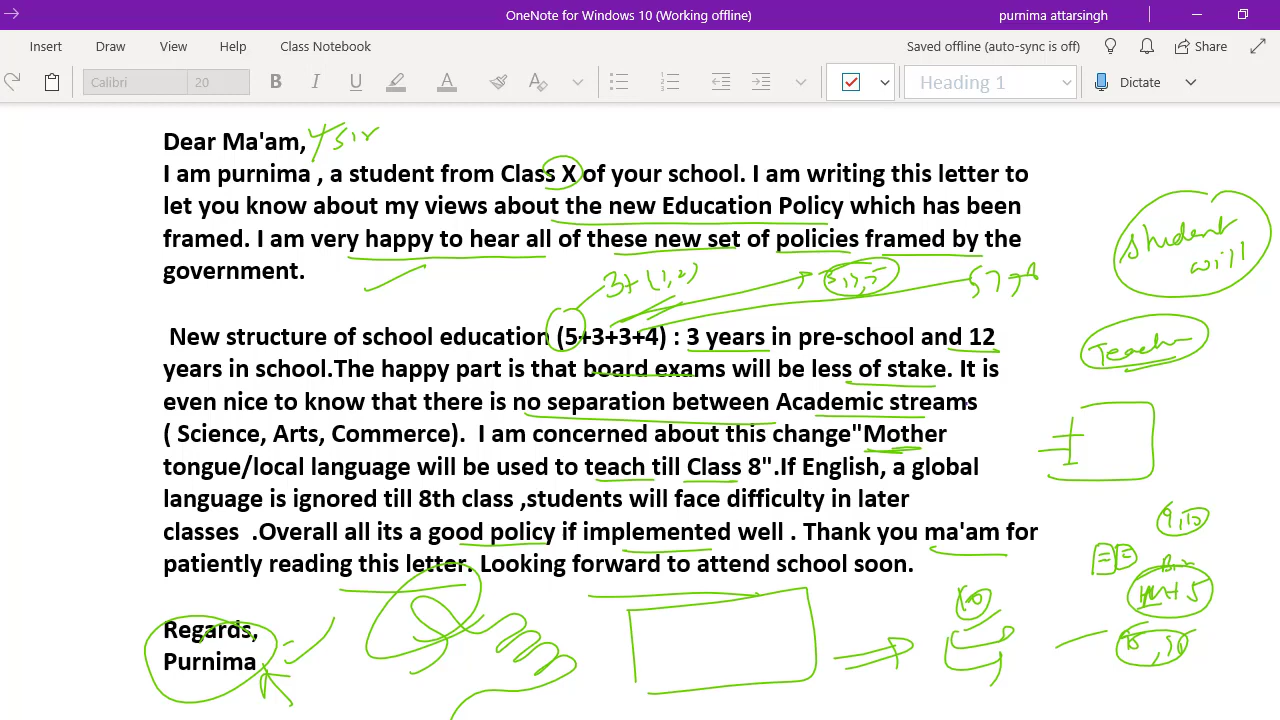 OneNote for Windows 10 (Working offline)
purnima attarsingh
Insert Draw View Help Class Notebook
Saved offline (auto-sync is off) Share
Calibri 20 B I U A Heading 1 Dictate
Dear Ma'am, / Sir
I am purnima , a student from Class X of your school. I am writing this letter to
let you know about my views about the new Education Policy which has been
framed. I am very happy to hear all of these new set of policies framed by the
government.
student
will
3+(1,2)
New structure of school education (5+3+3+4) : 3 years in pre-school and 12
Teacher
years in school.The happy part is that board exams will be less of stake. It is
even nice to know that there is no separation between Academic streams
( Science, Arts, Commerce).  I am concerned about this change"Mother
tongue/local language will be used to teach till Class 8".If English, a global
language is ignored till 8th class ,students will face difficulty in later
classes  .Overall all its a good policy if implemented well . Thank you ma'am for
9,10
patiently reading this letter. Looking forward to attend school soon.
10
Regards,
Purnima